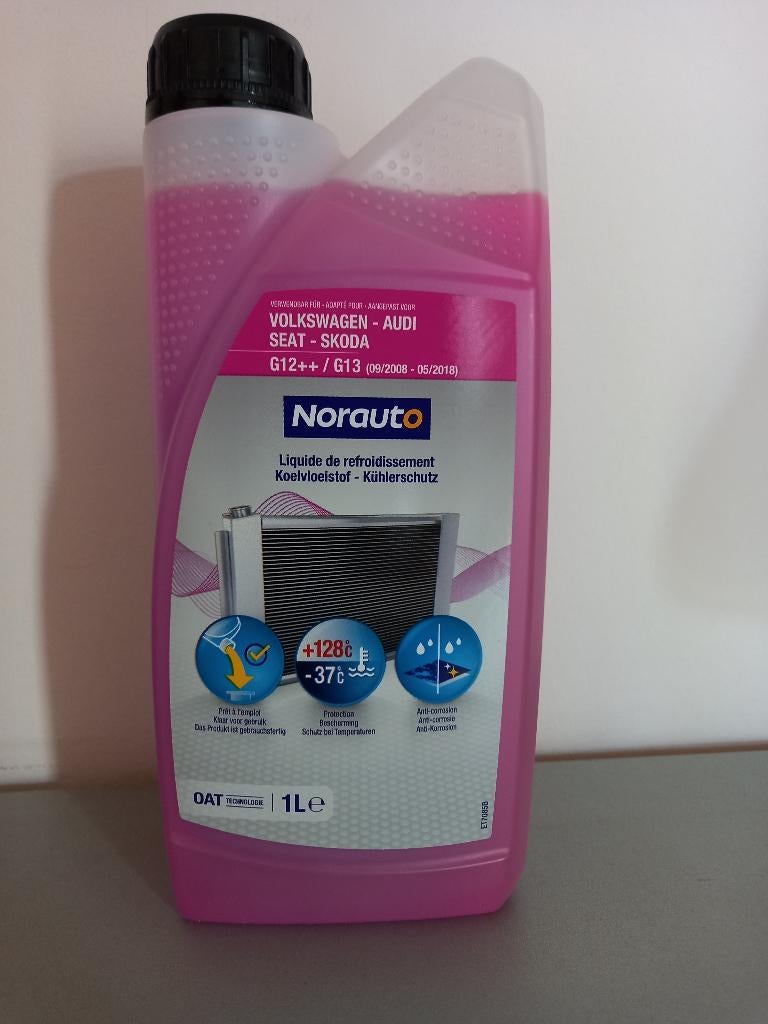 VERWENDBAR FÜR - ADAPTÉ POUR - AANGEPAST VOOR
VOLKSWAGEN - AUDI
SEAT - SKODA
G12++ / G13 (09/2008 - 05/2018)
Norauto
Liquide de refroidissement
Koelvloeistof - Kühlerschutz
+128°C
-37°C
Prêt à l'emploi
Klaar voor gebruik
Das Produkt ist gebrauchsfertig
Protection
Bescherming
Schutz bei Temperaturen
Anti-corrosion
Anti-corrosie
Anti-Korrosion
OAT TECHNOLOGIE | 1L℮
ET7085B